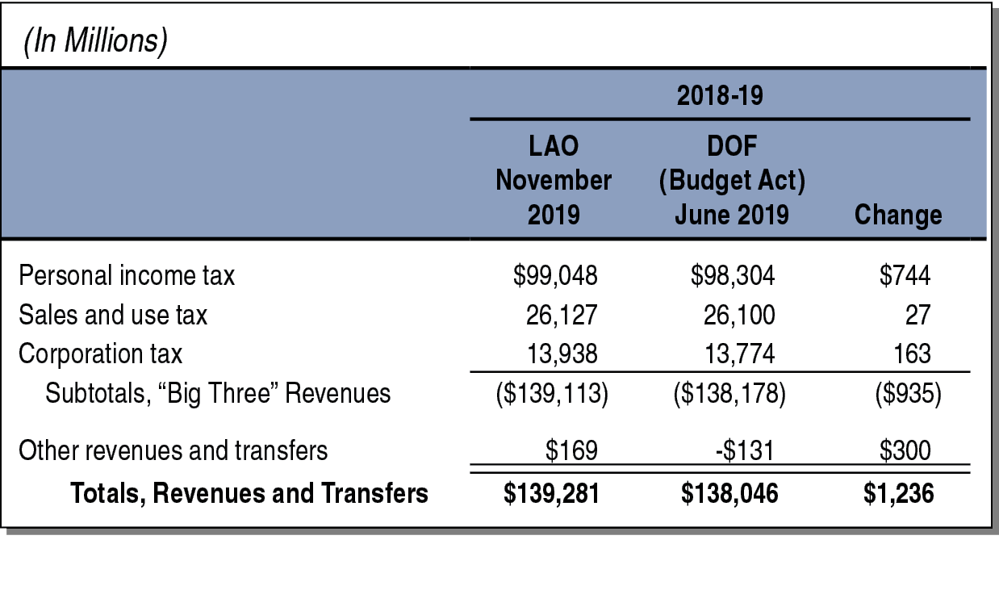 (In Millions)
2018-19
LAO November 2019
DOF (Budget Act) June 2019
Change
Personal income tax $99,048 $98,304 $744
Sales and use tax 26,127 26,100 27
Corporation tax 13,938 13,774 163
Subtotals, “Big Three” Revenues ($139,113) ($138,178) ($935)
Other revenues and transfers $169 -$131 $300
Totals, Revenues and Transfers $139,281 $138,046 $1,236